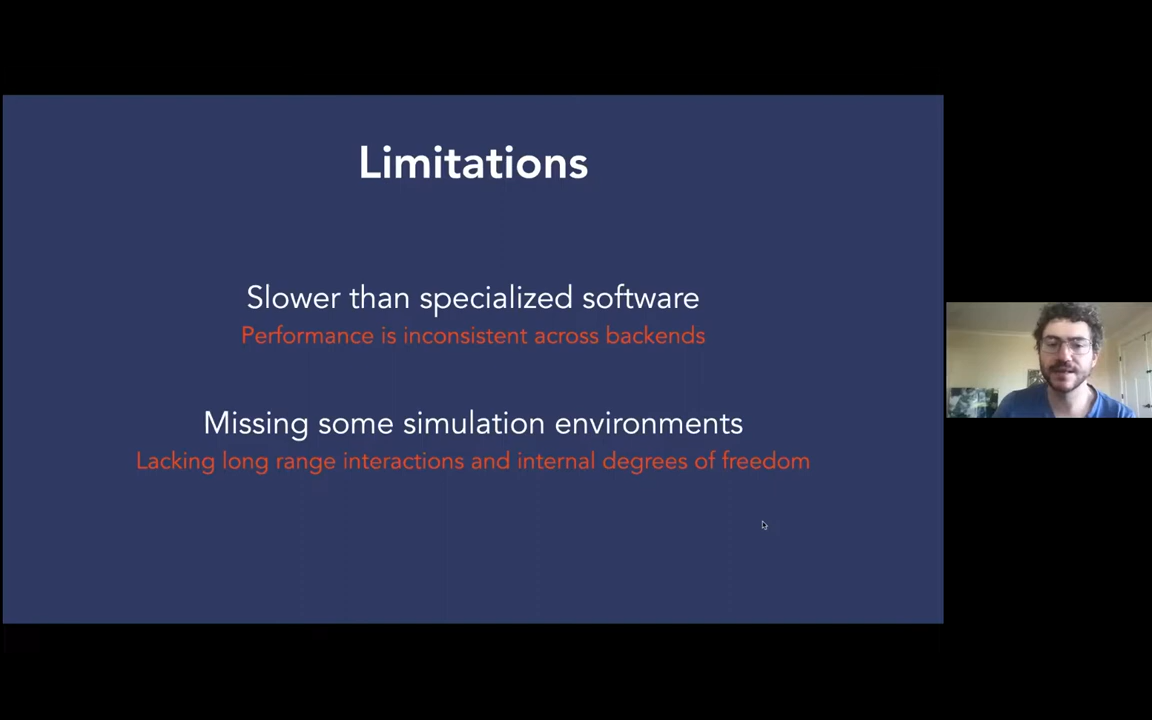 Limitations
Slower than specialized software
Performance is inconsistent across backends
Missing some simulation environments
Lacking long range interactions and internal degrees of freedom